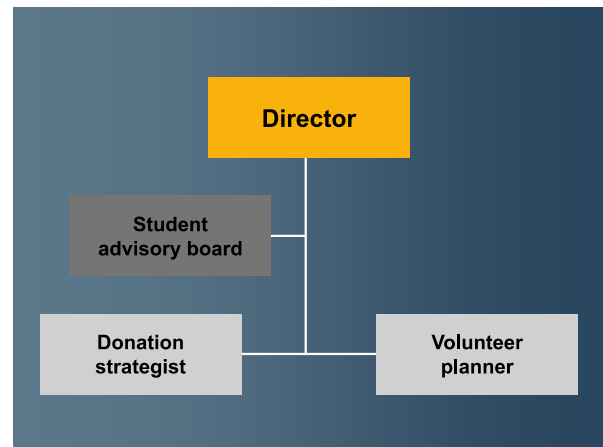 Director
Student
advisory board
Donation
strategist
Volunteer
planner